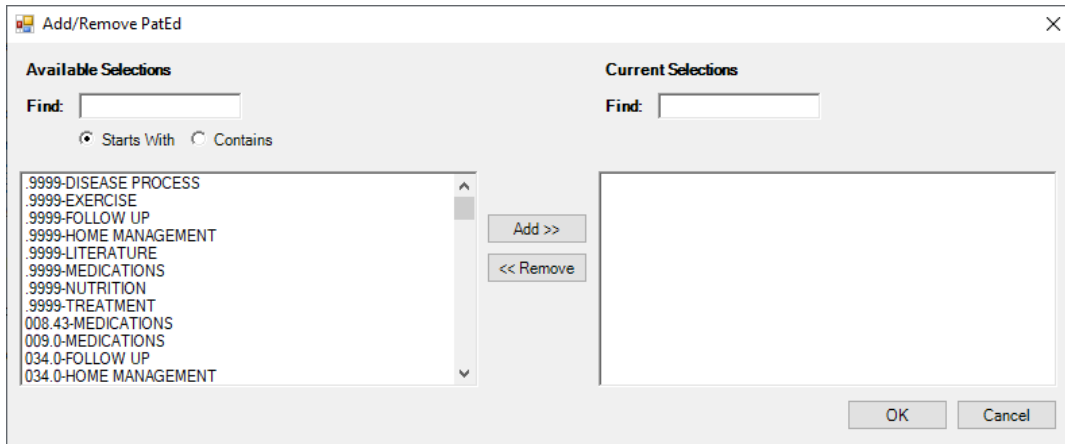 Add/Remove PatEd
Available Selections
Find:
Starts With Contains
.9999-DISEASE PROCESS
.9999-EXERCISE
.9999-FOLLOW UP
.9999-HOME MANAGEMENT
.9999-LITERATURE
.9999-MEDICATIONS
.9999-NUTRITION
.9999-TREATMENT
008.43-MEDICATIONS
009.0-MEDICATIONS
034.0-FOLLOW UP
034.0-HOME MANAGEMENT
Add >>
<< Remove
Current Selections
Find:
OK
Cancel